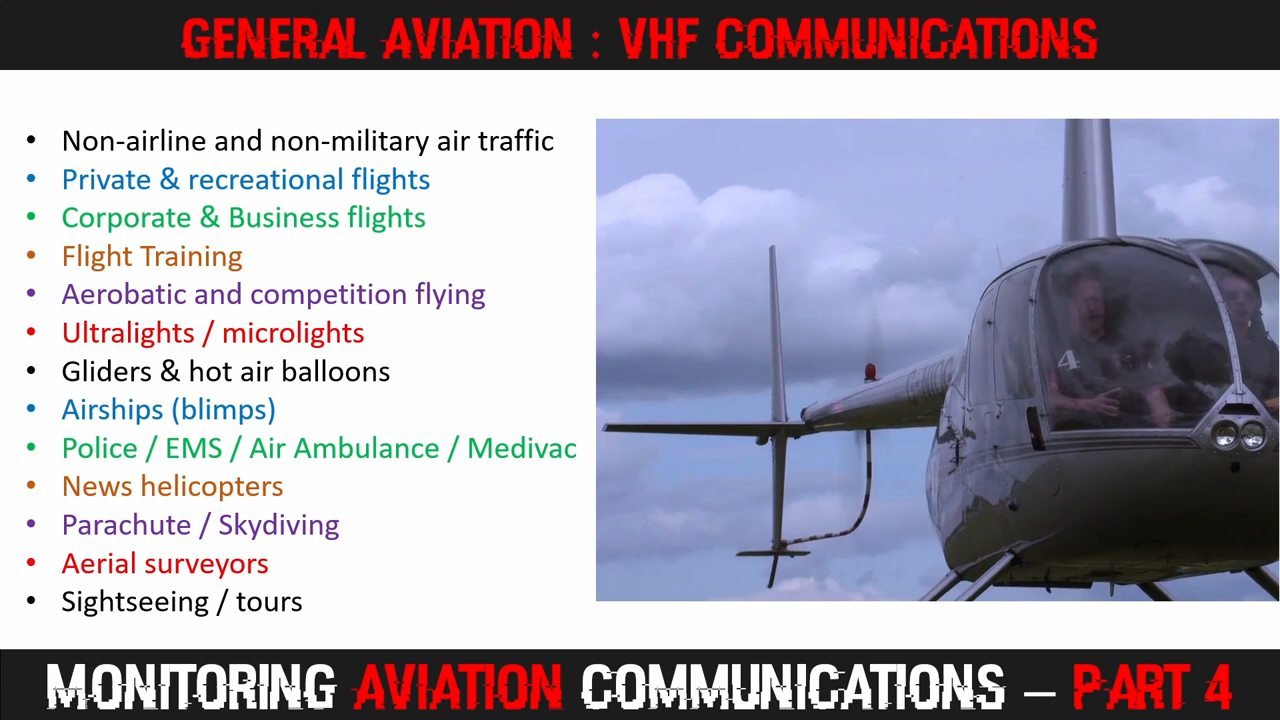 GENERAL AVIATION : VHF COMMUNICATIONS
• Non-airline and non-military air traffic
• Private & recreational flights
• Corporate & Business flights
• Flight Training
• Aerobatic and competition flying
• Ultralights / microlights
• Gliders & hot air balloons
• Airships (blimps)
• Police / EMS / Air Ambulance / Medivac
• News helicopters
• Parachute / Skydiving
• Aerial surveyors
• Sightseeing / tours
4
MONITORING AVIATION COMMUNICATIONS – PART 4